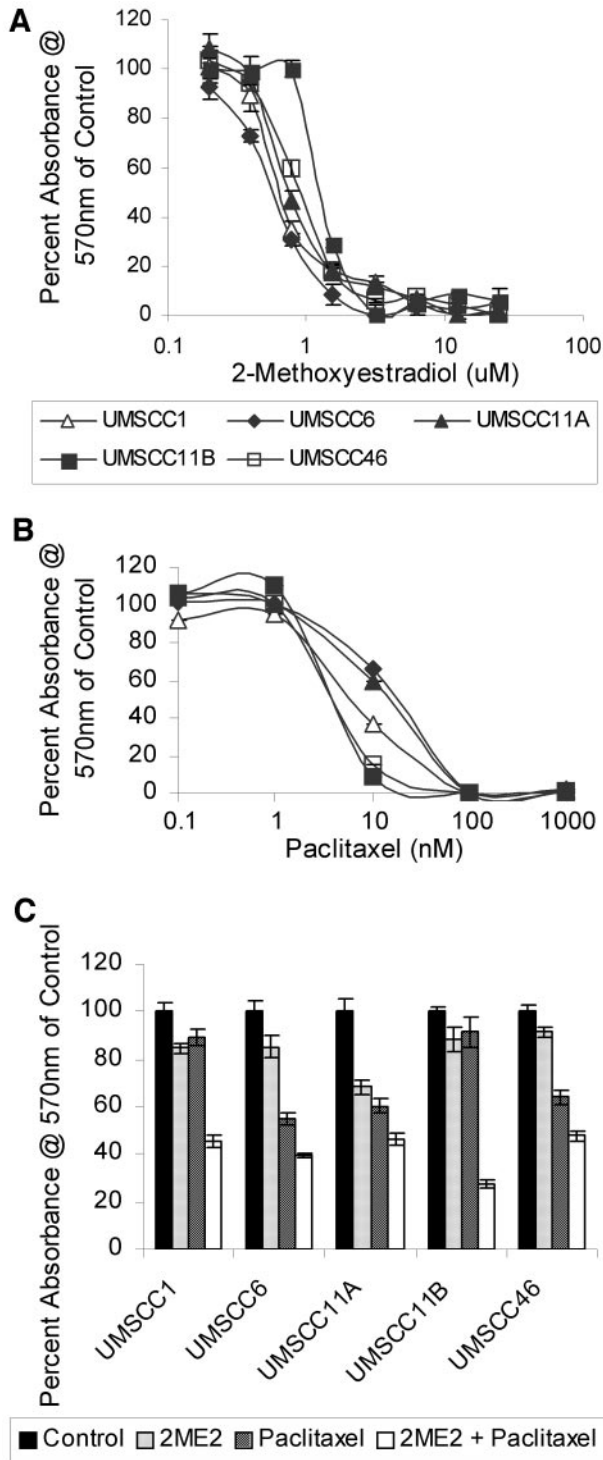 A
Percent Absorbance @
570nm of Control
120
100
80
60
40
20
0
0.1 1 10 100
2-Methoxyestradiol (uM)
UMSCC1 UMSCC6 UMSCC11A
UMSCC11B UMSCC46
B
Percent Absorbance @
570nm of Control
120
100
80
60
40
20
0
0.1 1 10 100 1000
Paclitaxel (nM)
C
Percent Absorbance @ 570nm of Control
120
100
80
60
40
20
0
UMSCC1
UMSCC6
UMSCC11A
UMSCC11B
UMSCC46
Control 2ME2 Paclitaxel 2ME2 + Paclitaxel